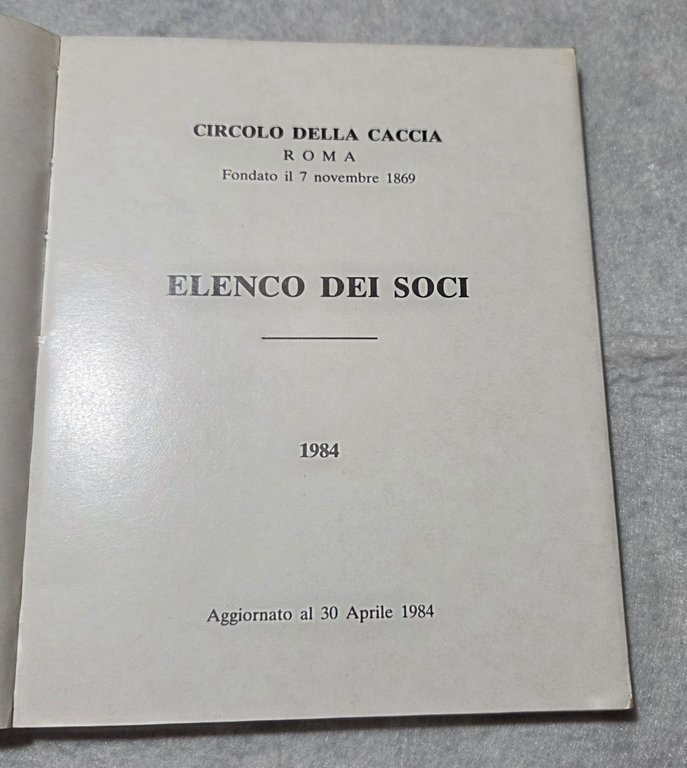 CIRCOLO DELLA CACCIA
ROMA
Fondato il 7 novembre 1869
ELENCO DEI SOCI
1984
Aggiornato al 30 Aprile 1984